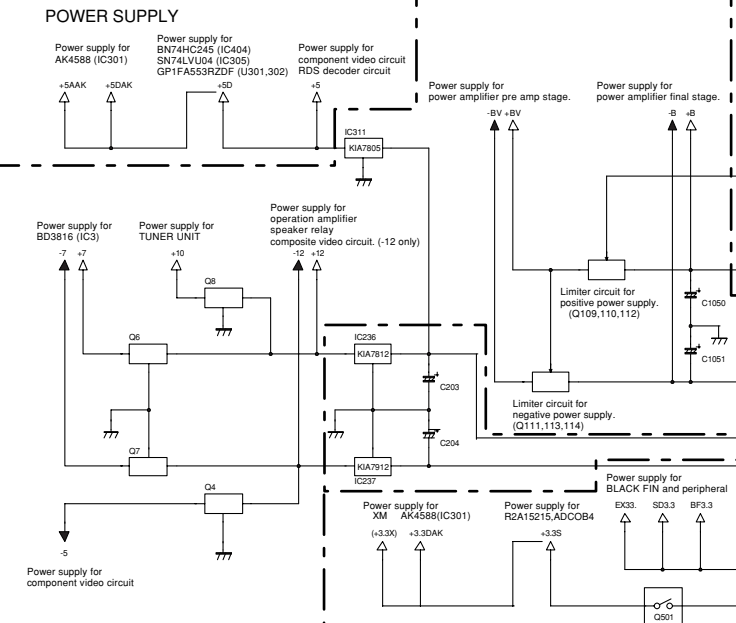 POWER SUPPLY
Power supply for
AK4588 (IC301)
Power supply for
BN74HC245 (IC404)
SN74LVU04 (IC305)
GP1FA553RZDF (U301,302)
Power supply for
component video circuit
RDS decoder circuit
+5AAK
+5DAK
+5D
+5
IC311
KIA7805
Power supply for
power amplifier pre amp stage.
Power supply for
power amplifier final stage.
-BV
+BV
-B
+B
Power supply for
BD3816 (IC3)
Power supply for
TUNER UNIT
Power supply for
operation amplifier
speaker relay
composite video circuit. (-12 only)
-7
+7
+10
-12
+12
Q8
Q6
Q7
Q4
-5
Power supply for
component video circuit
IC236
KIA7812
C203
C204
KIA7912
IC237
Limiter circuit for
positive power supply.
(Q109,110,112)
C1050
C1051
Limiter circuit for
negative power supply.
(Q111,113,114)
Power supply for
XM AK4588(IC301)
(+3.3X)
+3.3DAK
Power supply for
R2A15215,ADCOB4
+3.3S
Power supply for
BLACK FIN and peripheral
EX33.
SD3.3
BF3.3
Q501